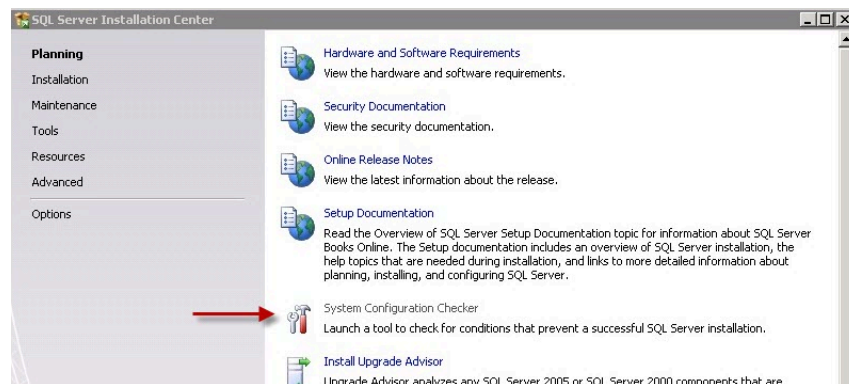 SQL Server Installation Center
Planning
Installation
Maintenance
Tools
Resources
Advanced
Options
Hardware and Software Requirements
View the hardware and software requirements.
Security Documentation
View the security documentation.
Online Release Notes
View the latest information about the release.
Setup Documentation
Read the Overview of SQL Server Setup Documentation topic for information about SQL Server
Books Online. The Setup documentation includes an overview of SQL Server installation, the
help topics that are needed during installation, and links to more detailed information about
planning, installing, and configuring SQL Server.
System Configuration Checker
Launch a tool to check for conditions that prevent a successful SQL Server installation.
Install Upgrade Advisor
Upgrade Advisor analyzes any SQL Server 2005 or SQL Server 2000 components that are